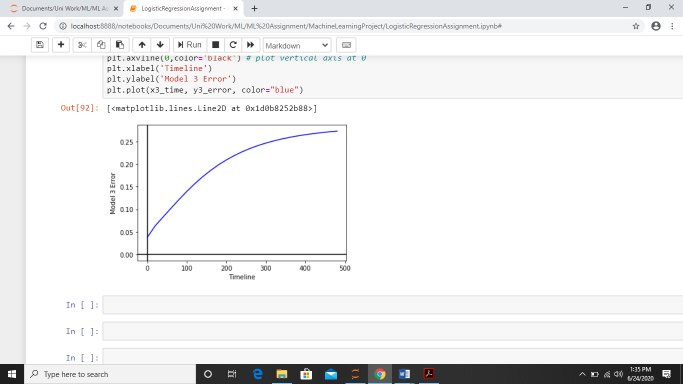 Documents/Uni Work/ML/ML As
LogisticRegressionAssignment -
localhost:8888/notebooks/Documents/Uni%20Work/ML/ML%20Assignment/MachineLearningProject/LogisticRegressionAssignment.ipynb#
Run
Markdown
plt.axvline(0,color='black') # plot vertical axis at 0
plt.xlabel('Timeline')
plt.ylabel('Model 3 Error')
plt.plot(x3_time, y3_error, color="blue")
Out[92]: [<matplotlib.lines.Line2D at 0x1d0b8252b88>]
0.25
0.20
0.15
0.10
0.05
0.00
Model 3 Error
0 100 200 300 400 500
Timeline
In [ ]:
In [ ]:
In [ ]:
Type here to search
1:35 PM
6/24/2020